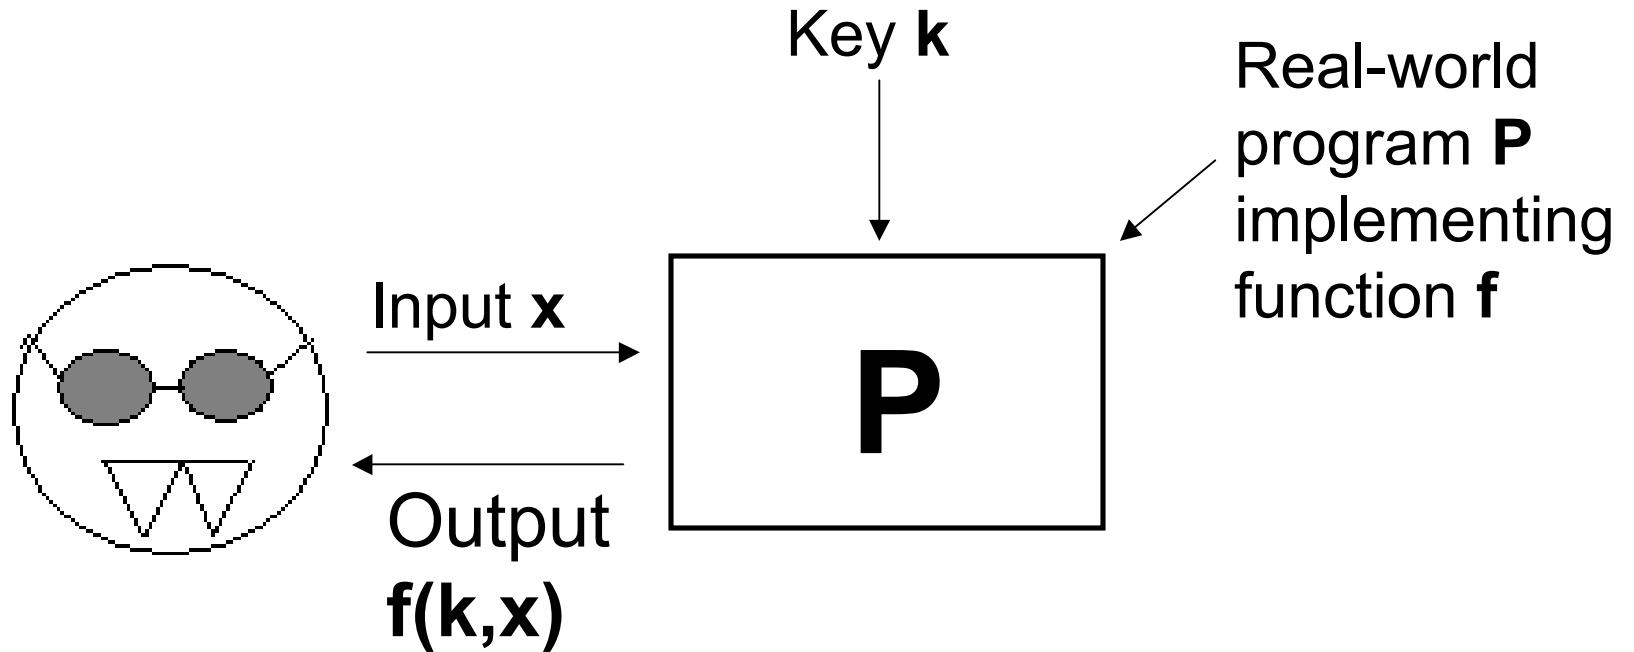 Key k
Real-world
program P
implementing
function f
Input x
P
Output
f(k,x)